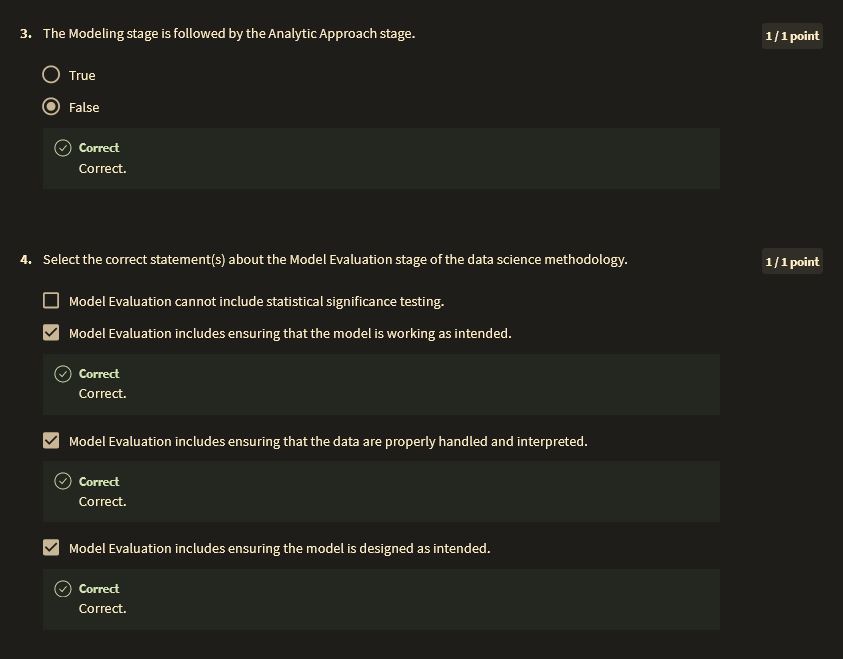 3. The Modeling stage is followed by the Analytic Approach stage.
1 / 1 point
True
False
Correct
Correct.
4. Select the correct statement(s) about the Model Evaluation stage of the data science methodology.
1 / 1 point
Model Evaluation cannot include statistical significance testing.
Model Evaluation includes ensuring that the model is working as intended.
Correct
Correct.
Model Evaluation includes ensuring that the data are properly handled and interpreted.
Correct
Correct.
Model Evaluation includes ensuring the model is designed as intended.
Correct
Correct.